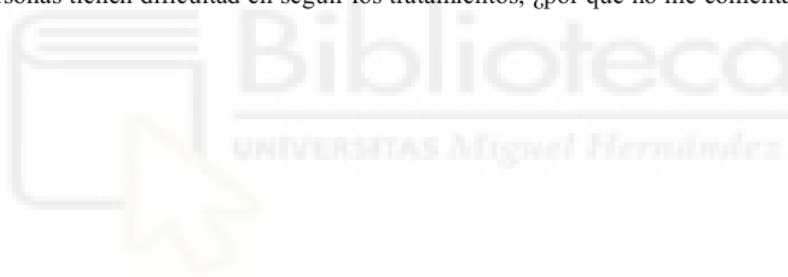 personas tienen dificultad en seguir los tratamientos, ¿por qué no me comenta
Biblioteca
UNIVERSITAS Miguel Hernández